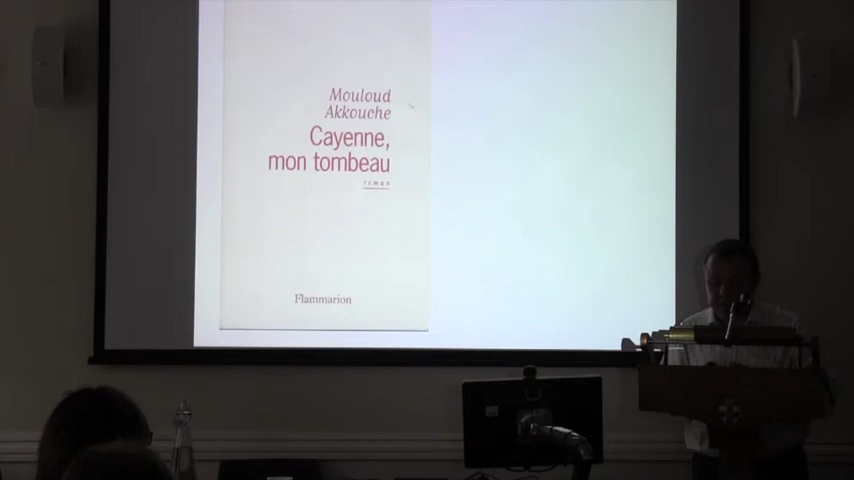 Mouloud
Akkouche
Cayenne,
mon tombeau
roman
Flammarion